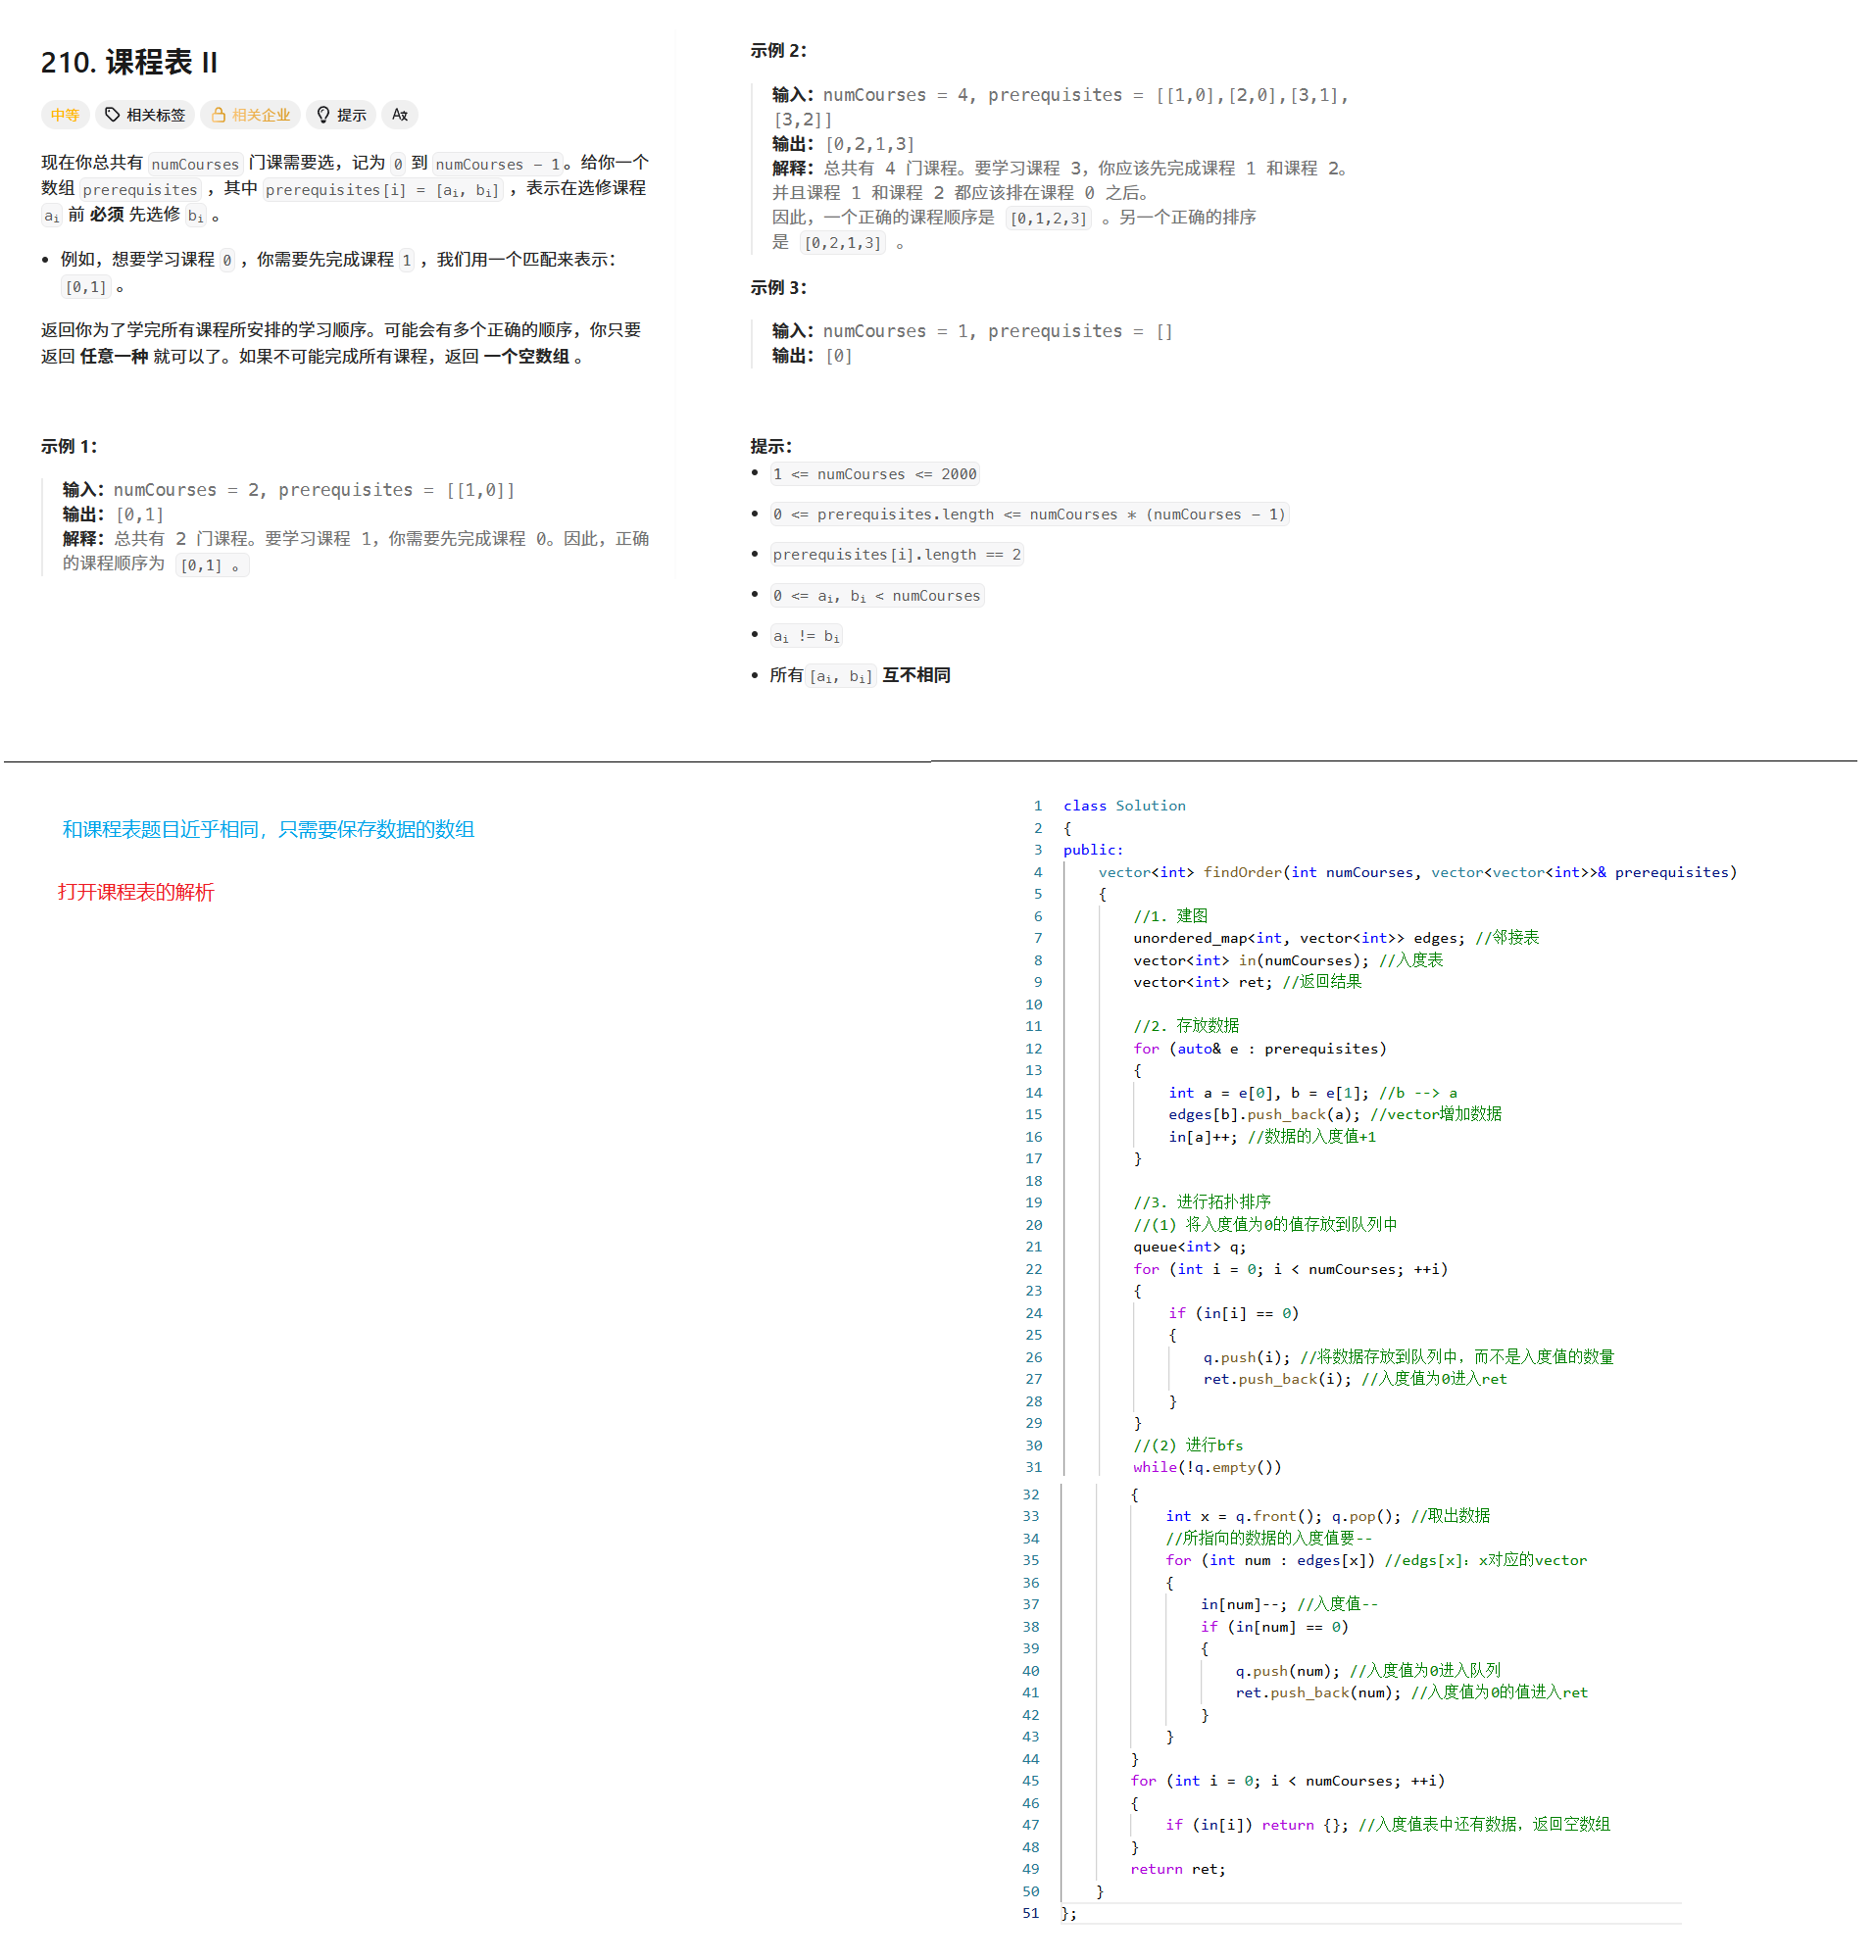 210. 课程表 II
中等 相关标签 相关企业 提示 Az
现在你总共有 numCourses 门课需要选，记为 0 到 numCourses - 1。给你一个
数组 prerequisites ，其中 prerequisites[i] = [ai, bi] ，表示在选修课程
ai 前 必须 先选修 bi 。
• 例如，想要学习课程 0 ，你需要先完成课程 1 ，我们用一个匹配来表示：
[0,1] 。
返回你为了学完所有课程所安排的学习顺序。可能会有多个正确的顺序，你只要
返回 任意一种 就可以了。如果不可能完成所有课程，返回 一个空数组 。
示例 1：
输入：numCourses = 2, prerequisites = [[1,0]]
输出：[0,1]
解释：总共有 2 门课程。要学习课程 1，你需要先完成课程 0。因此，正确
的课程顺序为 [0,1] 。
示例 2：
输入：numCourses = 4, prerequisites = [[1,0],[2,0],[3,1],
[3,2]]
输出：[0,2,1,3]
解释：总共有 4 门课程。要学习课程 3，你应该先完成课程 1 和课程 2。
并且课程 1 和课程 2 都应该排在课程 0 之后。
因此，一个正确的课程顺序是 [0,1,2,3] 。另一个正确的排序
是 [0,2,1,3] 。
示例 3：
输入：numCourses = 1, prerequisites = []
输出：[0]
提示：
• 1 <= numCourses <= 2000
• 0 <= prerequisites.length <= numCourses * (numCourses - 1)
• prerequisites[i].length == 2
• 0 <= ai, bi < numCourses
• ai != bi
• 所有[ai, bi] 互不相同
和课程表题目近乎相同，只需要保存数据的数组
打开课程表的解析
1 class Solution
2 {
3 public:
4 vector<int> findOrder(int numCourses, vector<vector<int>>& prerequisites)
5 {
6 //1. 建图
7 unordered_map<int, vector<int>> edges; //邻接表
8 vector<int> in(numCourses); //入度表
9 vector<int> ret; //返回结果
10
11 //2. 存放数据
12 for (auto& e : prerequisites)
13 {
14 int a = e[0], b = e[1]; //b --> a
15 edges[b].push_back(a); //vector增加数据
16 in[a]++; //数据的入度值+1
17 }
18
19 //3. 进行拓扑排序
20 //(1) 将入度值为0的值存放到队列中
21 queue<int> q;
22 for (int i = 0; i < numCourses; ++i)
23 {
24 if (in[i] == 0)
25 {
26 q.push(i); //将数据存放到队列中，而不是入度值的数量
27 ret.push_back(i); //入度值为0进入ret
28 }
29 }
30 //(2) 进行bfs
31 while(!q.empty())
32 {
33 int x = q.front(); q.pop(); //取出数据
34 //所指向的数据的入度值要--
35 for (int num : edges[x]) //edgs[x]：x对应的vector
36 {
37 in[num]--; //入度值--
38 if (in[num] == 0)
39 {
40 q.push(num); //入度值为0进入队列
41 ret.push_back(num); //入度值为0的值进入ret
42 }
43 }
44 }
45 for (int i = 0; i < numCourses; ++i)
46 {
47 if (in[i]) return {}; //入度值表中还有数据，返回空数组
48 }
49 return ret;
50 }
51 };